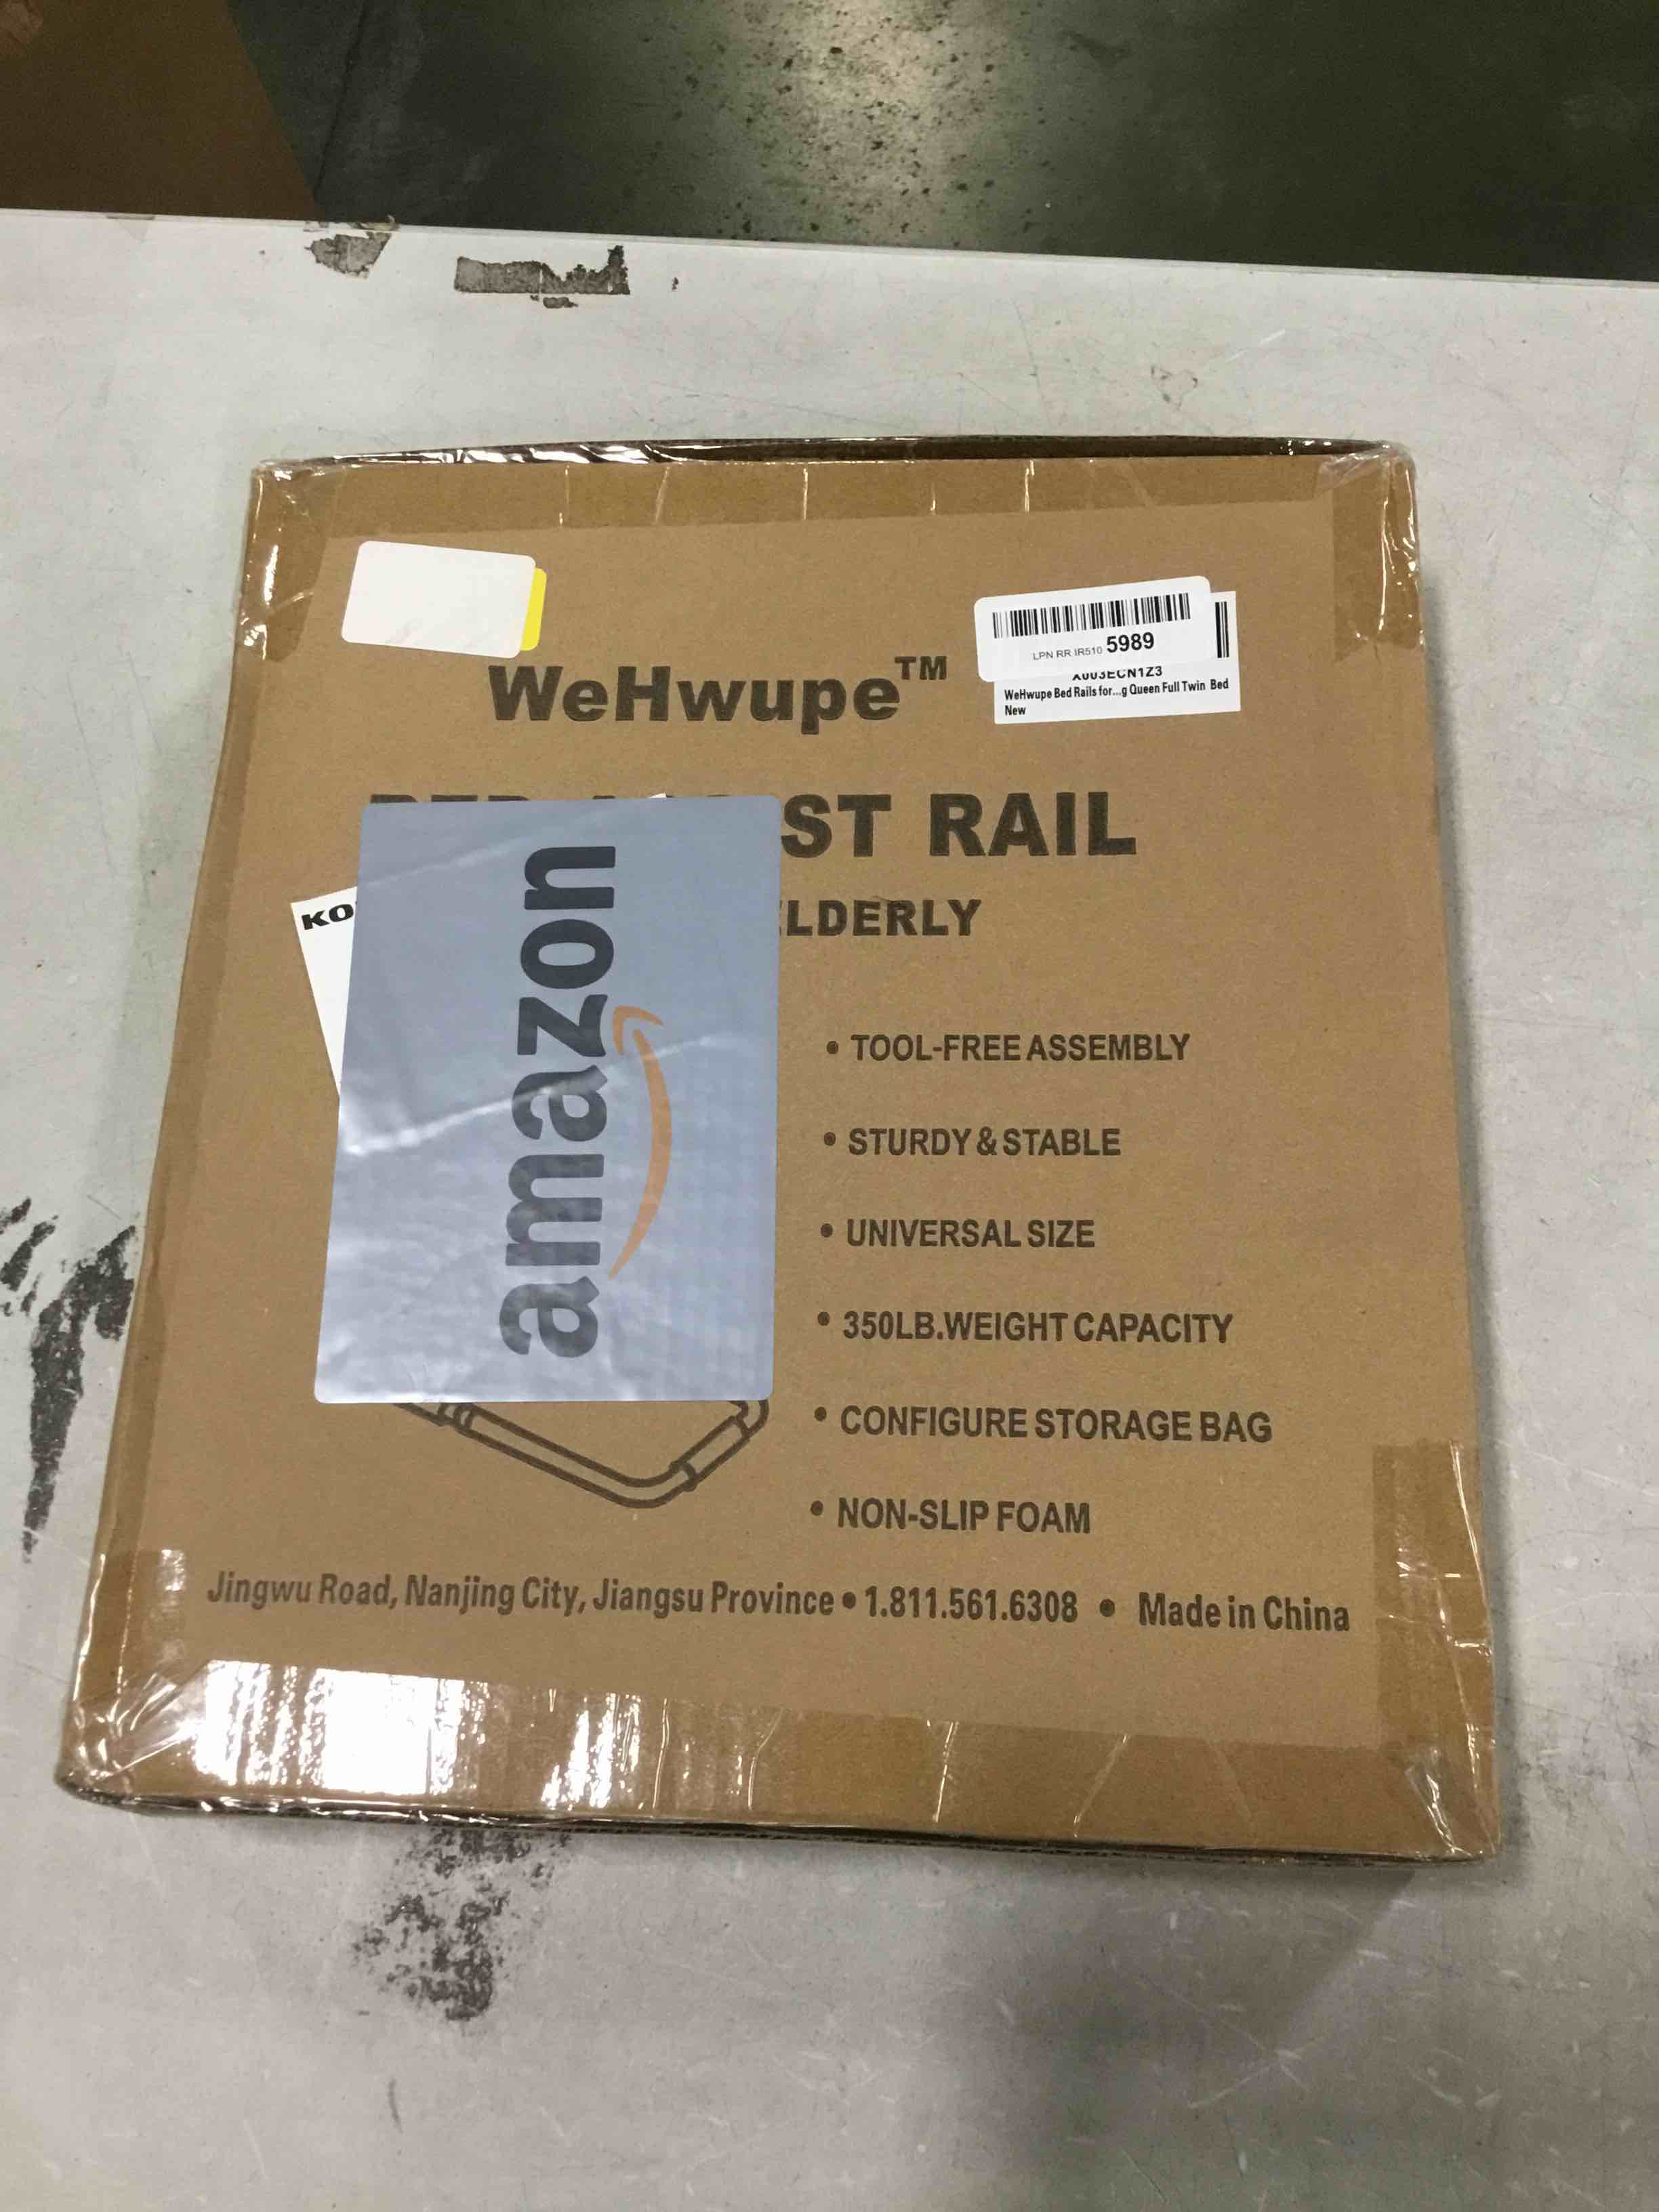 LPN RR IR510 5989
X003ECN1Z3
WeHwupe Bed Rails for...g Queen Full Twin Bed
New
WeHwupe™
ST RAIL
KO
LDERLY
amazon
• TOOL-FREE ASSEMBLY
• STURDY & STABLE
• UNIVERSAL SIZE
• 350LB.WEIGHT CAPACITY
• CONFIGURE STORAGE BAG
• NON-SLIP FOAM
Jingwu Road, Nanjing City, Jiangsu Province • 1.811.561.6308 • Made in China